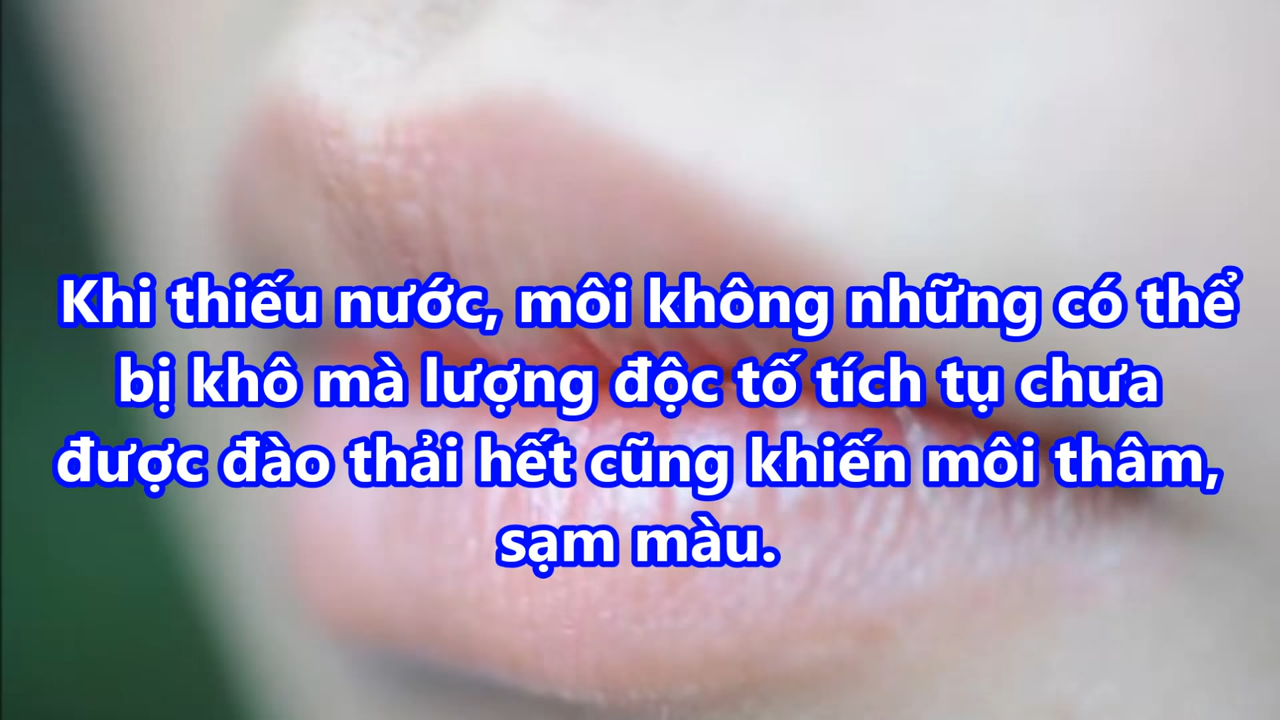 Khi thiếu nước, môi không những có thể
bị khô mà lượng độc tố tích tụ chưa
được đào thải hết cũng khiến môi thâm,
sạm màu.